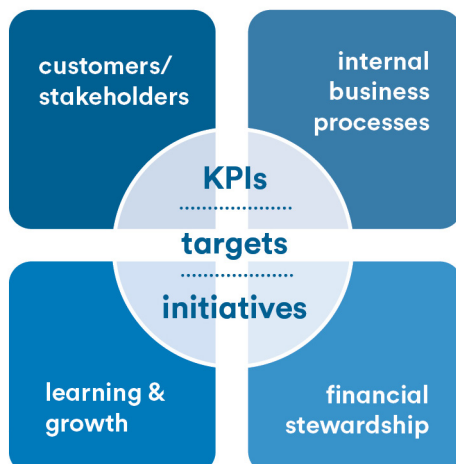 customers/
stakeholders
internal
business
processes
KPIs
targets
initiatives
learning &
growth
financial
stewardship